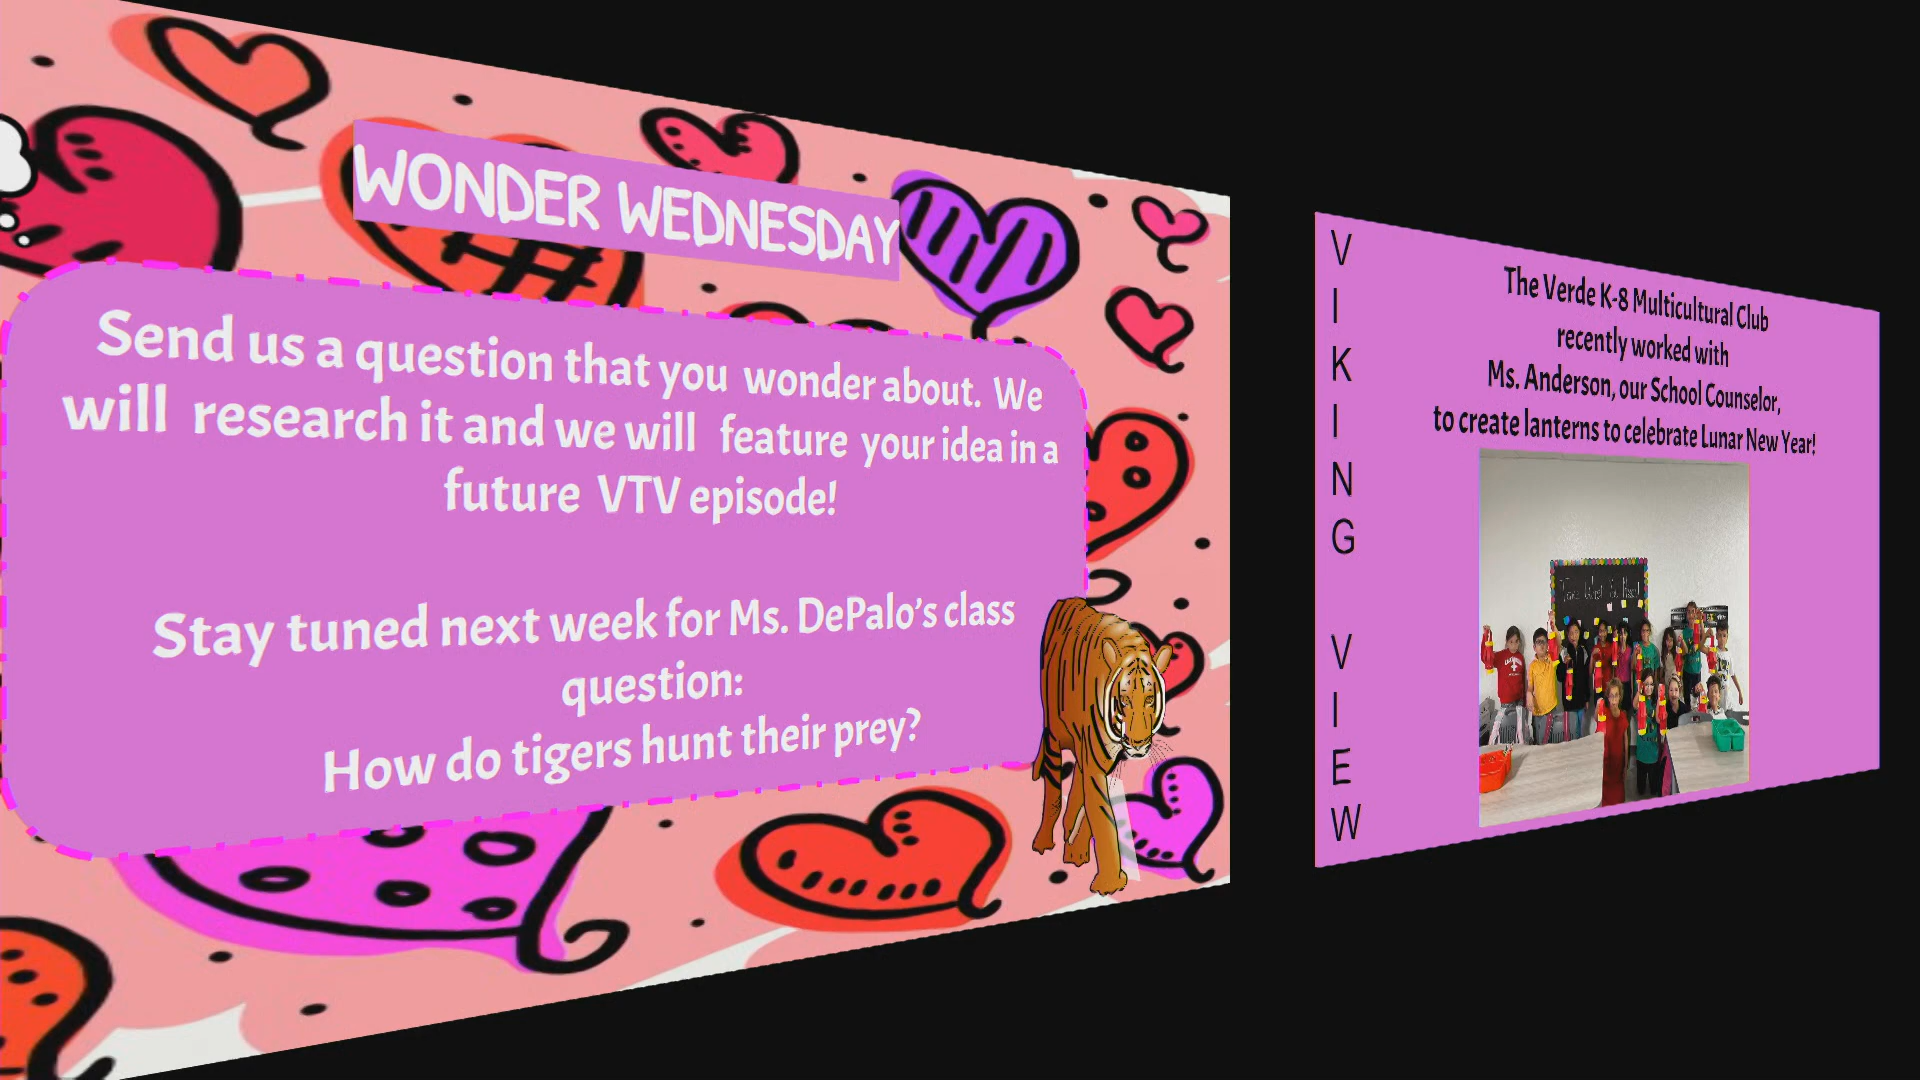 WONDER WEDNESDAY
Send us a question that you wonder about. We
will research it and we will feature your idea in a
future VTV episode!
Stay tuned next week for Ms. DePalo's class
question:
How do tigers hunt their prey?
VIKING VIEW
The Verde K-8 Multicultural Club
recently worked with
Ms. Anderson, our School Counselor,
to create lanterns to celebrate Lunar New Year!